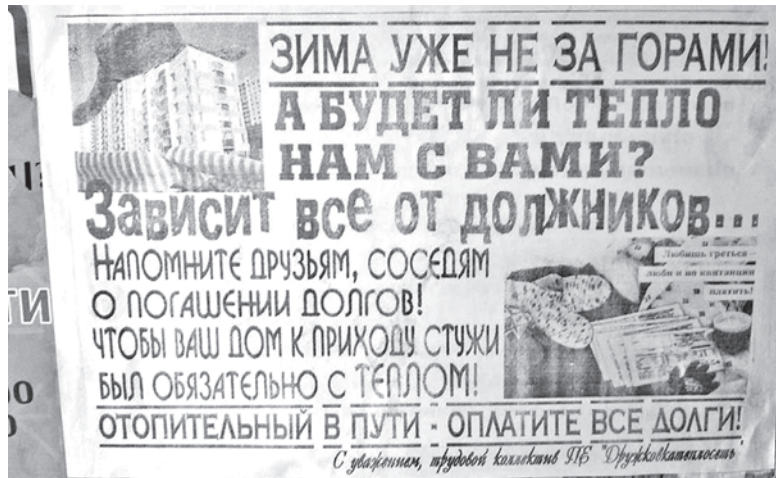 ЗИМА УЖЕ НЕ ЗА ГОРАМИ!
А БУДЕТ ЛИ ТЕПЛО
НАМ С ВАМИ?
Зависит все от должников...
НАПОМНИТЕ ДРУЗЬЯМ, СОСЕДЯМ
О ПОГАШЕНИИ ДОЛГОВ!
ЧТОБЫ ВАШ ДОМ К ПРИХОДУ СТУЖИ
БЫЛ ОБЯЗАТЕЛЬНО С ТЕПЛОМ!
Любишь греться -
люби и по квитанции
платить!
ОТОПИТЕЛЬНЫЙ В ПУТИ - ОПЛАТИТЕ ВСЕ ДОЛГИ!
С уважением, трудовой коллектив ПЕ "Дружковкатеплосеть"